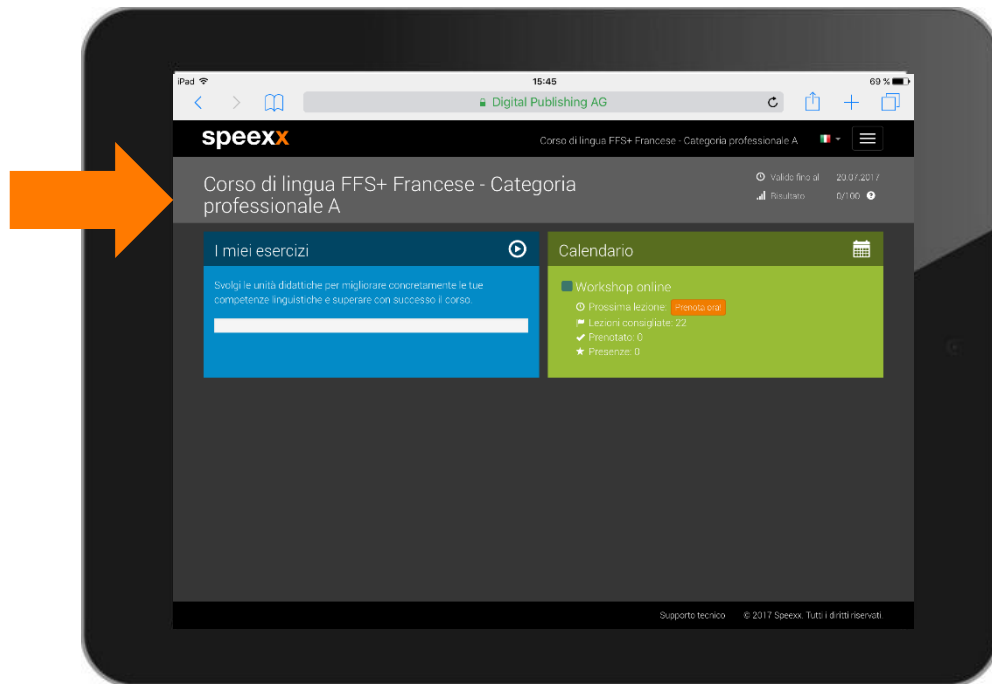 iPad 15:45 69 %
Digital Publishing AG
speexx Corso di lingua FFS+ Francese - Categoria professionale A
Corso di lingua FFS+ Francese - Categoria
professionale A
Valido fino al 20.07.2017
Risultato 0/100 ?
I miei esercizi
Svolgi le unità didattiche per migliorare concretamente le tue
competenze linguistiche e superare con successo il corso.
Calendario
Workshop online
Prossima lezione: Prenota ora!
Lezioni consigliate: 22
Prenotato: 0
Presenze: 0
Supporto tecnico © 2017 Speexx. Tutti i diritti riservati.